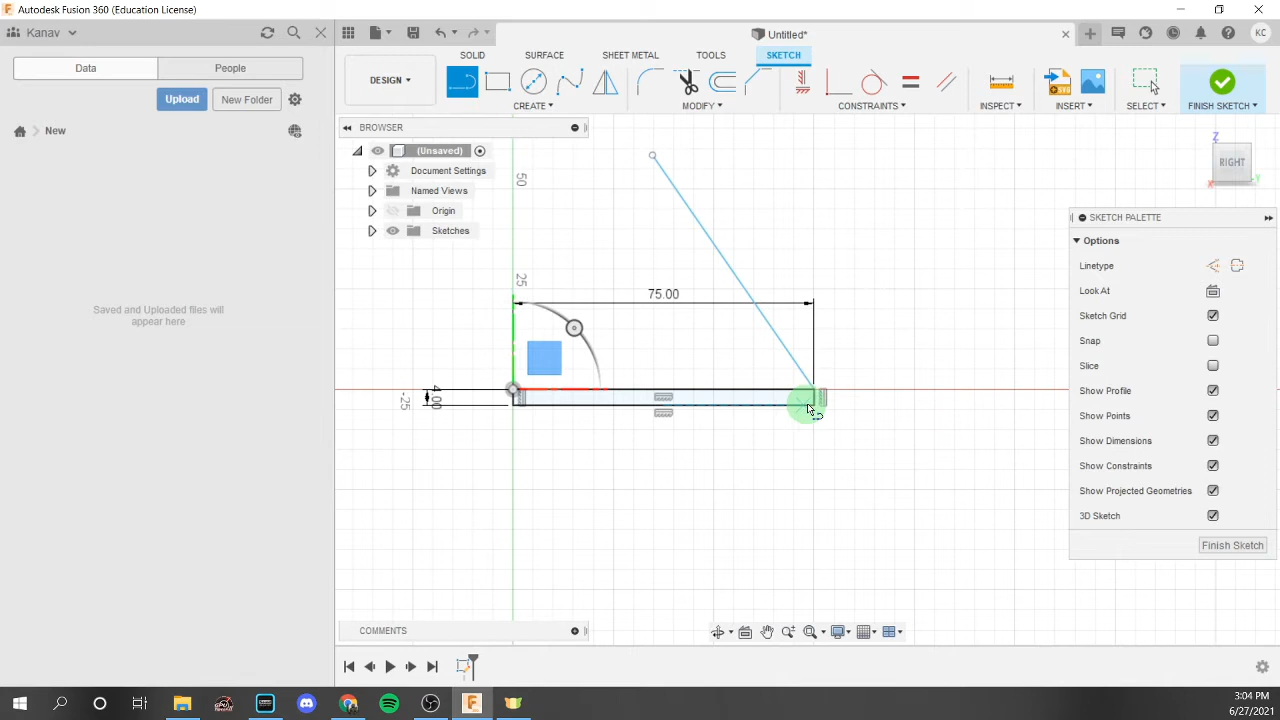 Autodesk Fusion 360 (Education License)
Kanav
Untitled*
KC
Data
People
Upload
New Folder
New
Saved and Uploaded files will
appear here
DESIGN
SOLID
SURFACE
SHEET METAL
TOOLS
SKETCH
CREATE
MODIFY
CONSTRAINTS
INSPECT
INSERT
SELECT
FINISH SKETCH
BROWSER
(Unsaved)
Document Settings
Named Views
Origin
Sketches
50
25
75.00
4.00
-25
Z
RIGHT
X
Y
SKETCH PALETTE
Options
Linetype
Look At
Sketch Grid
Snap
Slice
Show Profile
Show Points
Show Dimensions
Show Constraints
Show Projected Geometries
3D Sketch
Finish Sketch
COMMENTS
3:04 PM
6/27/2021